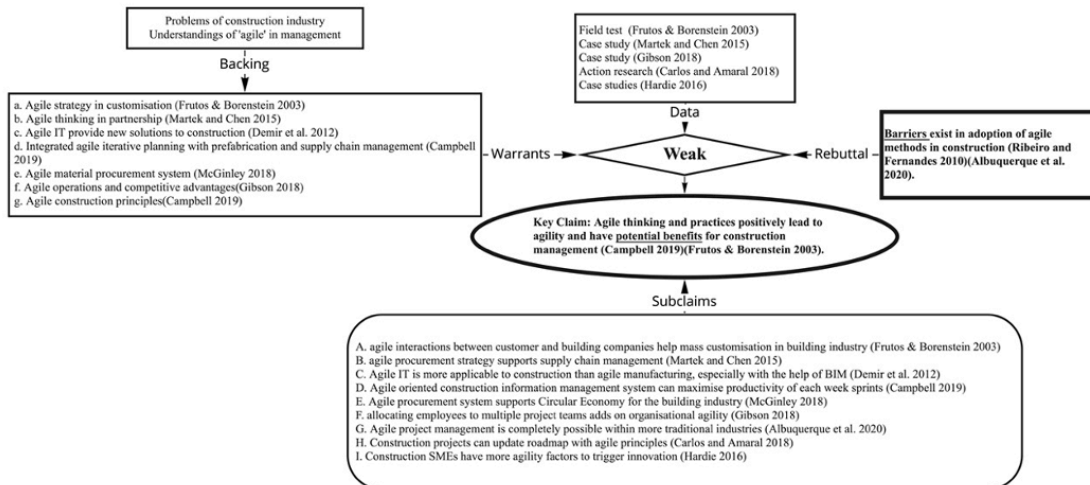 Problems of construction industry
Understandings of 'agile' in management
Backing
a. Agile strategy in customisation (Frutos & Borenstein 2003)
b. Agile thinking in partnership (Martek and Chen 2015)
c. Agile IT provide new solutions to construction (Demir et al. 2012)
d. Integrated agile iterative planning with prefabrication and supply chain management (Campbell
2019)
e. Agile material procurement system (McGinley 2018)
f. Agile operations and competitive advantages(Gibson 2018)
g. Agile construction principles(Campbell 2019)
Warrants
Field test (Frutos & Borenstein 2003)
Case study (Martek and Chen 2015)
Case study (Gibson 2018)
Action research (Carlos and Amaral 2018)
Case studies (Hardie 2016)
Data
Weak
Rebuttal
Barriers exist in adoption of agile
methods in construction (Ribeiro and
Fernandes 2010)(Albuquerque et al.
2020).
Key Claim: Agile thinking and practices positively lead to
agility and have potential benefits for construction
management (Campbell 2019)(Frutos & Borenstein 2003).
Subclaims
A. agile interactions between customer and building companies help mass customisation in building industry (Frutos & Borenstein 2003)
B. agile procurement strategy supports supply chain management (Martek and Chen 2015)
C. Agile IT is more applicable to construction than agile manufacturing, especially with the help of BIM (Demir et al. 2012)
D. Agile oriented construction information management system can maximise productivity of each week sprints (Campbell 2019)
E. Agile procurement system supports Circular Economy for the building industry (McGinley 2018)
F. allocating employees to multiple project teams adds on organisational agility (Gibson 2018)
G. Agile project management is completely possible within more traditional industries (Albuquerque et al. 2020)
H. Construction projects can update roadmap with agile principles (Carlos and Amaral 2018)
I. Construction SMEs have more agility factors to trigger innovation (Hardie 2016)